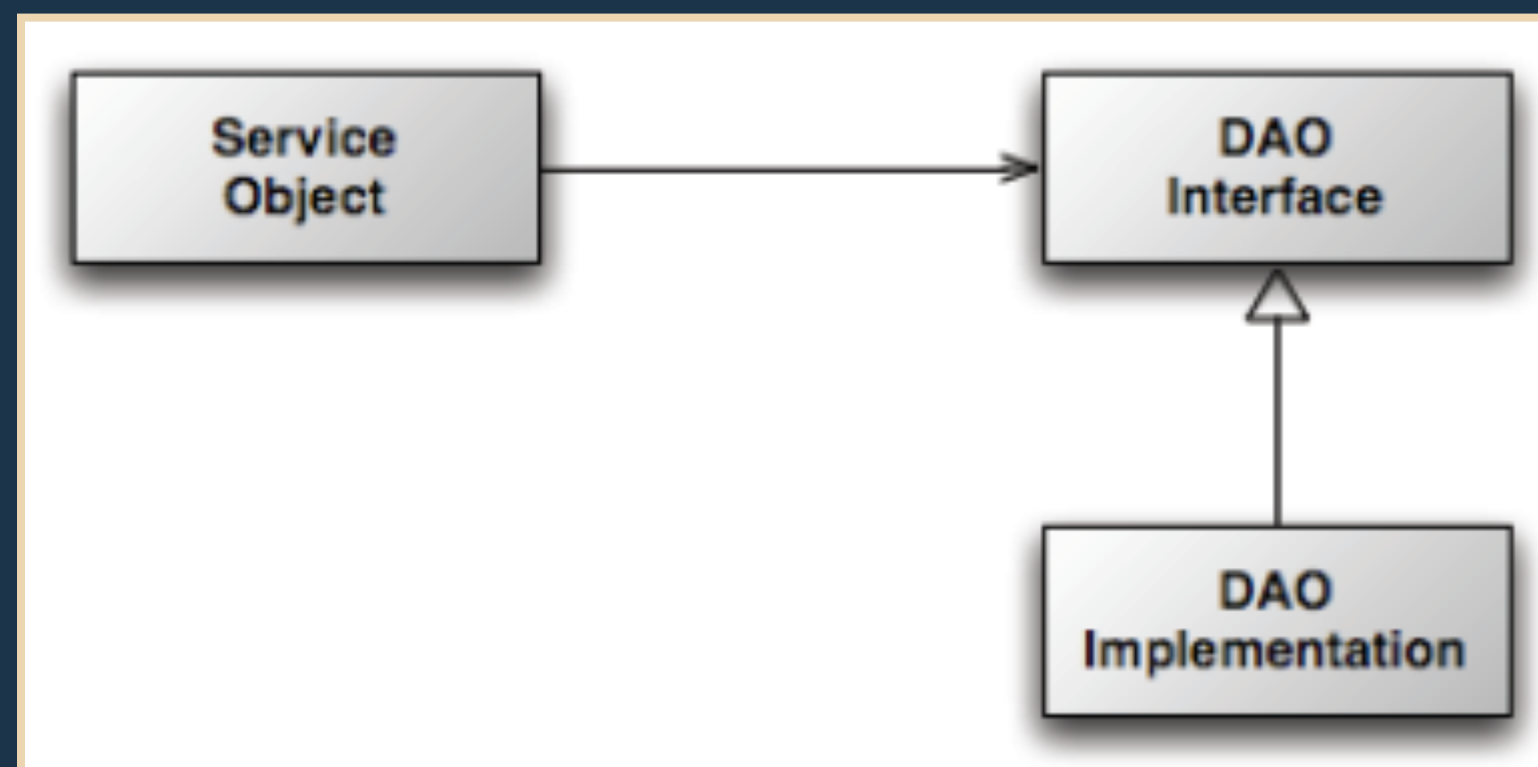 Service
Object
DAO
Interface
DAO
Implementation